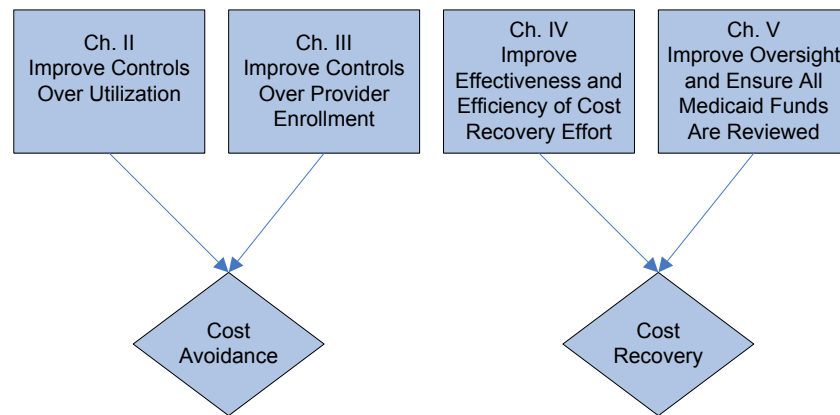 Ch. II
Improve Controls
Over Utilization
Ch. III
Improve Controls
Over Provider
Enrollment
Ch. IV
Improve
Effectiveness and
Efficiency of Cost
Recovery Effort
Ch. V
Improve Oversight
and Ensure All
Medicaid Funds
Are Reviewed
Cost
Avoidance
Cost
Recovery